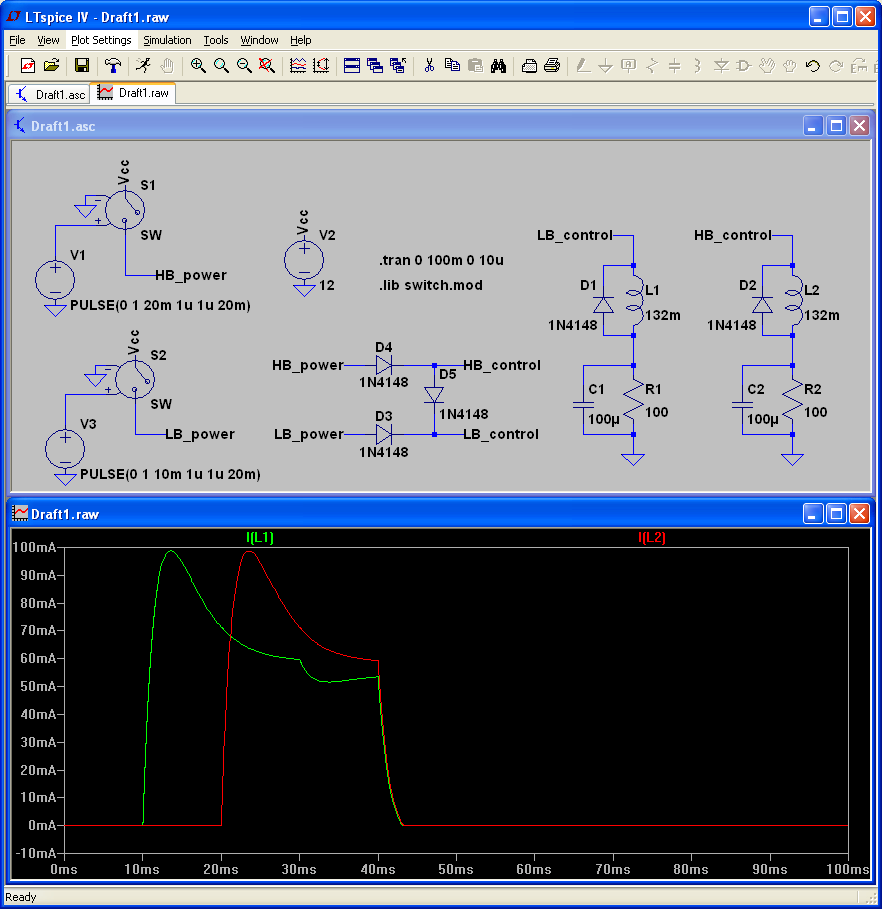 LTspice IV - Draft1.raw
File View Plot Settings Simulation Tools Window Help
Draft1.asc Draft1.raw
Draft1.asc
Vcc
S1
SW
HB_power
V1
PULSE(0 1 20m 1u 1u 20m)
Vcc
V2
12
.tran 0 100m 0 10u
.lib switch.mod
Vcc
S2
SW
LB_power
V3
PULSE(0 1 10m 1u 1u 20m)
HB_power
D4
1N4148
HB_control
D5
1N4148
LB_power
D3
1N4148
LB_control
LB_control
D1
1N4148
L1
132m
C1
100µ
R1
100
HB_control
D2
1N4148
L2
132m
C2
100µ
R2
100
Draft1.raw
I(L1) I(L2)
100mA
90mA
80mA
70mA
60mA
50mA
40mA
30mA
20mA
10mA
0mA
-10mA
0ms 10ms 20ms 30ms 40ms 50ms 60ms 70ms 80ms 90ms 100ms
Ready